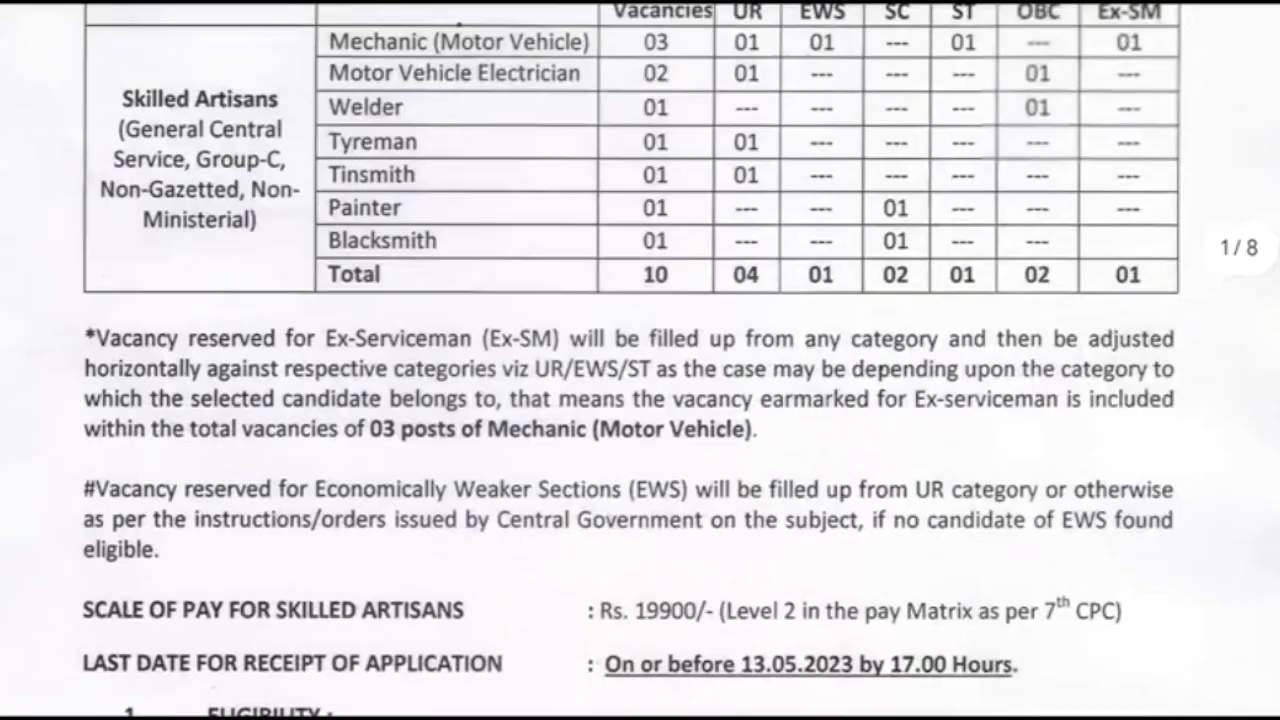 Vacancies UR EWS SC ST OBC Ex-SM
Skilled Artisans
(General Central
Service, Group-C,
Non-Gazetted, Non-
Ministerial)
Mechanic (Motor Vehicle) 03 01 01 --- 01 --- 01
Motor Vehicle Electrician 02 01 --- --- --- 01 ---
Welder 01 --- --- --- --- 01 ---
Tyreman 01 01 --- --- --- --- ---
Tinsmith 01 01 --- --- --- --- ---
Painter 01 --- --- 01 --- --- ---
Blacksmith 01 --- --- 01 --- ---
Total 10 04 01 02 01 02 01
1 / 8
*Vacancy reserved for Ex-Serviceman (Ex-SM) will be filled up from any category and then be adjusted
horizontally against respective categories viz UR/EWS/ST as the case may be depending upon the category to
which the selected candidate belongs to, that means the vacancy earmarked for Ex-serviceman is included
within the total vacancies of 03 posts of Mechanic (Motor Vehicle).
#Vacancy reserved for Economically Weaker Sections (EWS) will be filled up from UR category or otherwise
as per the instructions/orders issued by Central Government on the subject, if no candidate of EWS found
eligible.
SCALE OF PAY FOR SKILLED ARTISANS : Rs. 19900/- (Level 2 in the pay Matrix as per 7th CPC)
LAST DATE FOR RECEIPT OF APPLICATION : On or before 13.05.2023 by 17.00 Hours.
1. ELIGIBILITY :